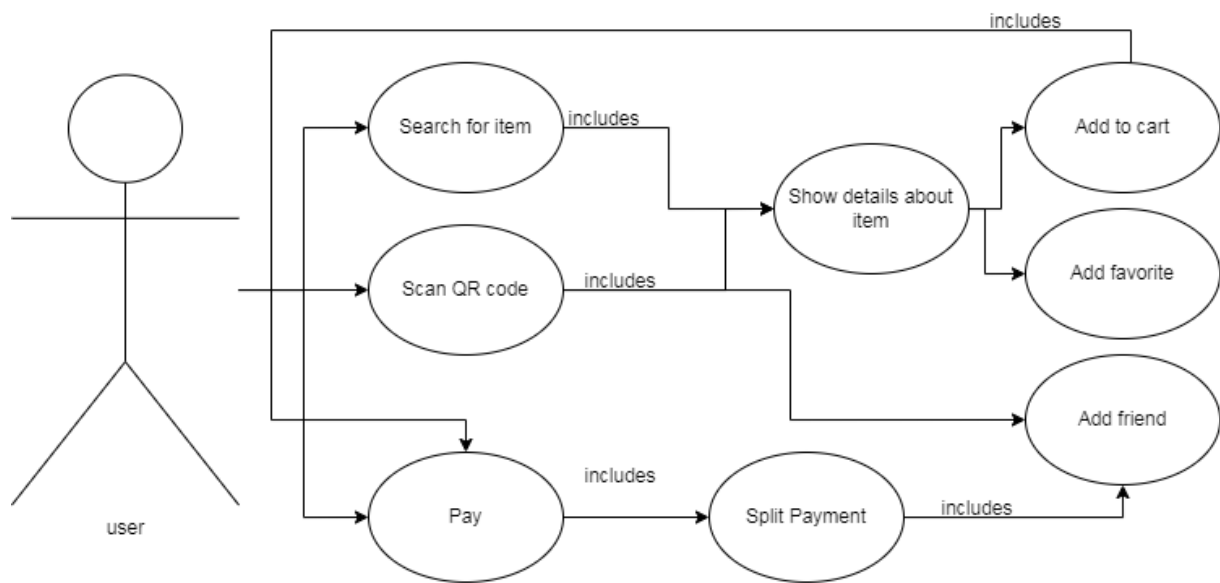 includes
Search for item
includes
Add to cart
Show details about
item
Scan QR code
includes
Add favorite
Add friend
includes
Pay
Split Payment
includes
user